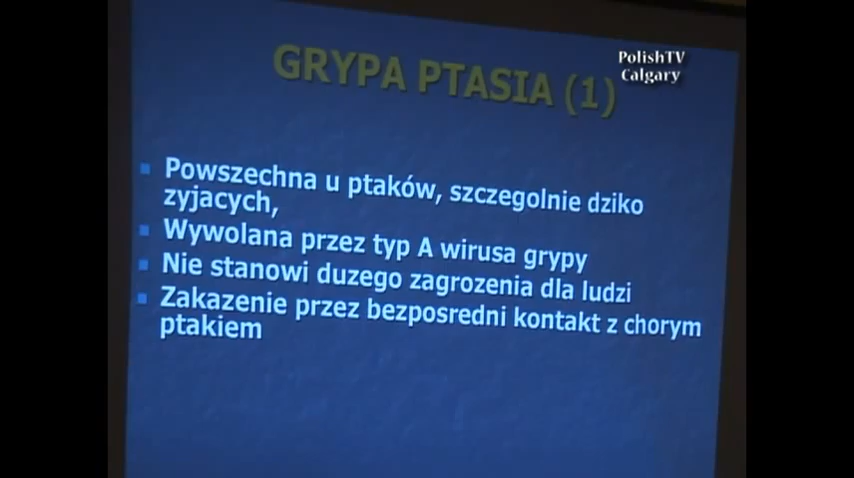 PolishTV
Calgary
GRYPA PTASIA (1)
Powszechna u ptaków, szczegolnie dziko
zyjacych,
Wywolana przez typ A wirusa grypy
Nie stanowi duzego zagrozenia dla ludzi
Zakazenie przez bezposredni kontakt z chorym
ptakiem